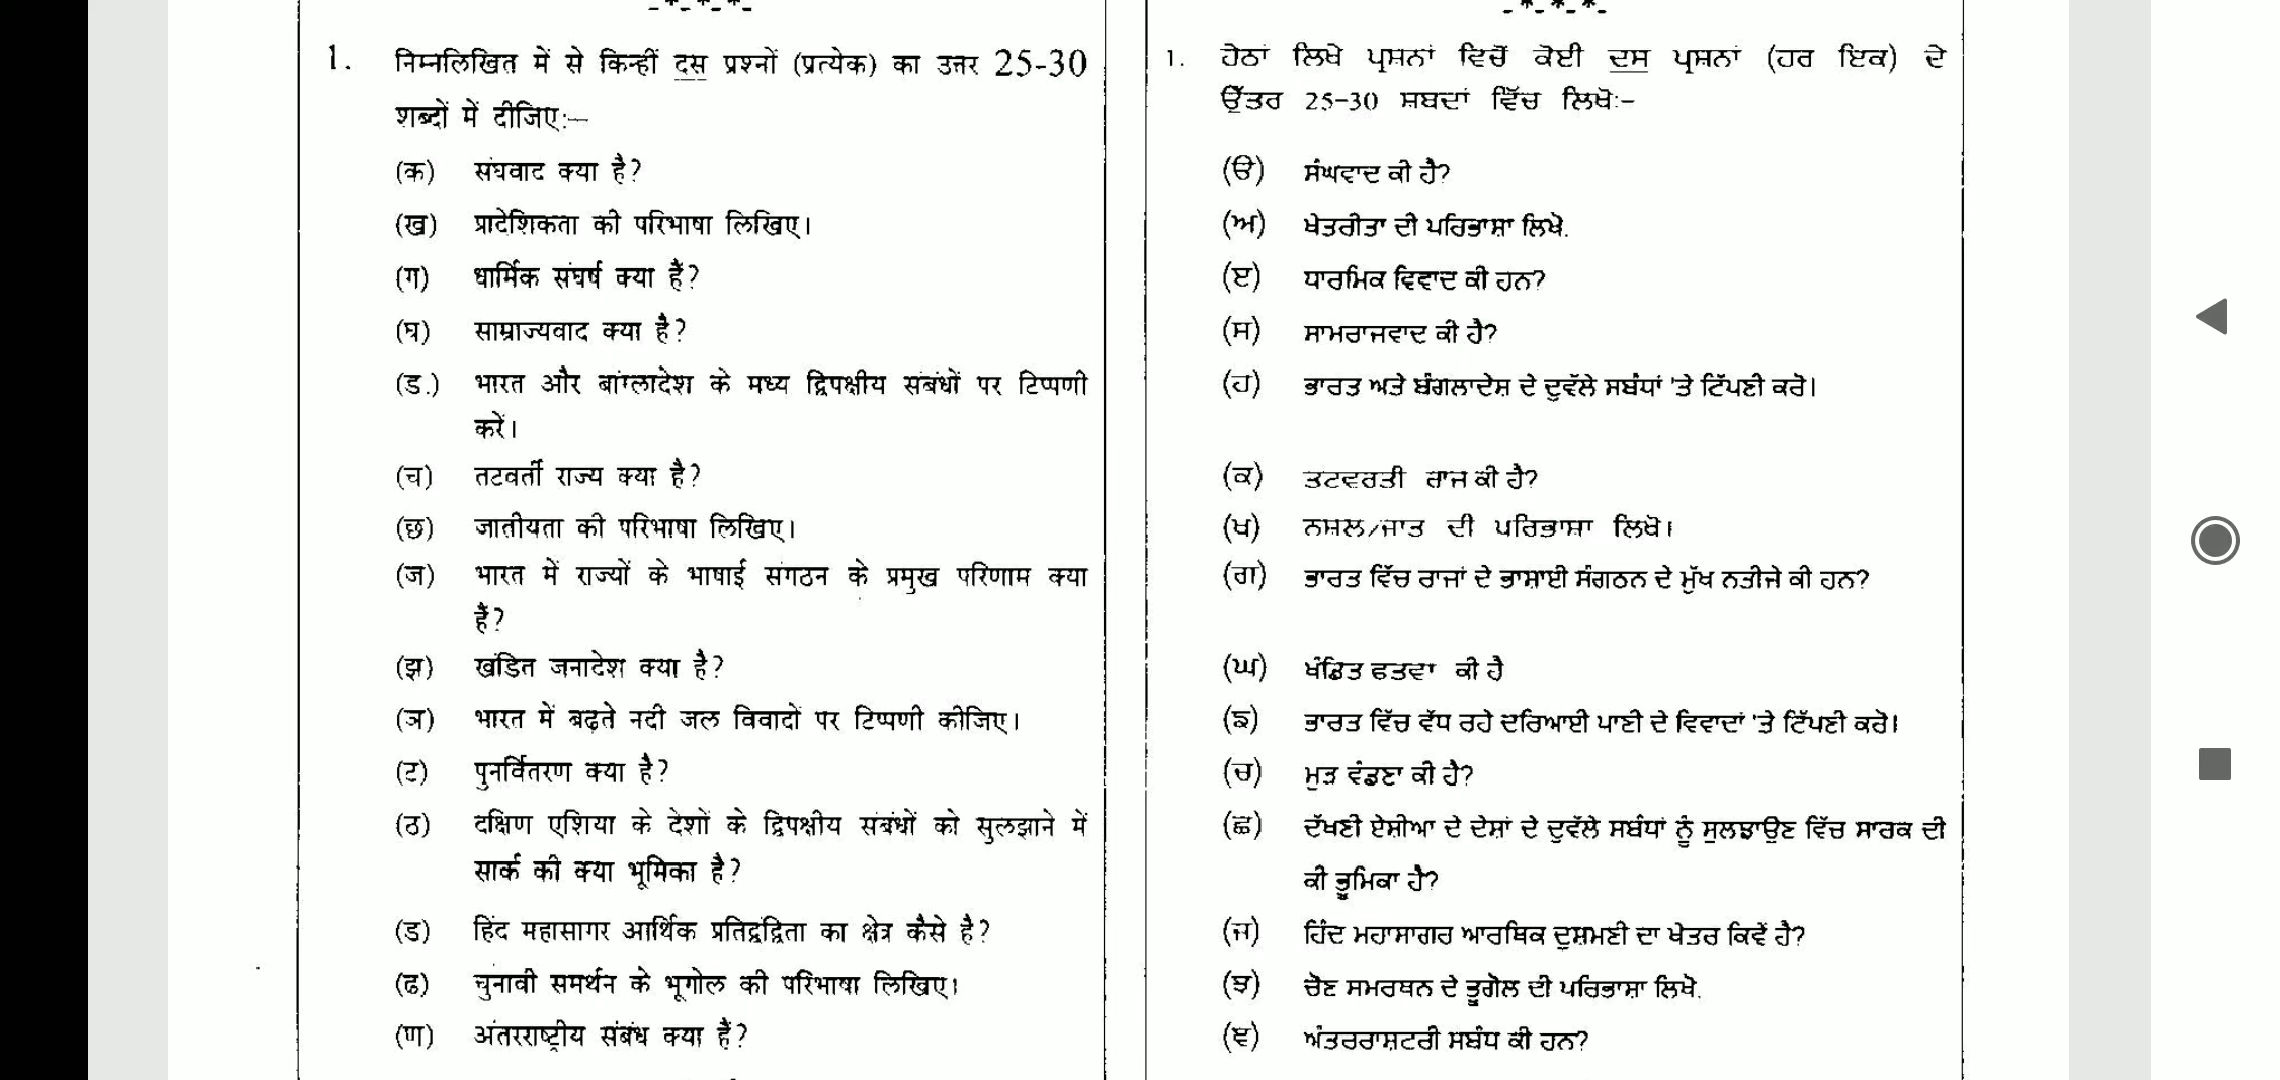 1. निम्नलिखित में से किन्हीं दस प्रश्नों (प्रत्येक) का उत्तर 25-30
शब्दों में दीजिए:–
(क) संघवाद क्या है?
(ख) प्रादेशिकता की परिभाषा लिखिए।
(ग) धार्मिक संघर्ष क्या हैं?
(घ) साम्राज्यवाद क्या है?
(ड.) भारत और बांग्लादेश के मध्य द्विपक्षीय संबंधों पर टिप्पणी
करें।
(च) तटवर्ती राज्य क्या है?
(छ) जातीयता की परिभाषा लिखिए।
(ज) भारत में राज्यों के भाषाई संगठन के प्रमुख परिणाम क्या
हैं?
(झ) खंडित जनादेश क्या है?
(ञ) भारत में बढ़ते नदी जल विवादों पर टिप्पणी कीजिए।
(ट) पुनर्वितरण क्या है?
(ठ) दक्षिण एशिया के देशों के द्विपक्षीय संबंधों को सुलझाने में
सार्क की क्या भूमिका है?
(ड) हिंद महासागर आर्थिक प्रतिद्वंद्विता का क्षेत्र कैसे है?
(ढ) चुनावी समर्थन के भूगोल की परिभाषा लिखिए।
(ण) अंतरराष्ट्रीय संबंध क्या हैं?
1. ਹੇਠਾਂ ਲਿਖੇ ਪ੍ਰਸ਼ਨਾਂ ਵਿਚੋਂ ਕੋਈ ਦਸ ਪ੍ਰਸ਼ਨਾਂ (ਹਰ ਇਕ) ਦੇ
ਉੱਤਰ 25-30 ਸ਼ਬਦਾਂ ਵਿੱਚ ਲਿਖੋ:-
(ੳ) ਸੰਘਵਾਦ ਕੀ ਹੈ?
(ਅ) ਖੇਤਰੀਤਾ ਦੀ ਪਰਿਭਾਸ਼ਾ ਲਿਖੋ.
(ੲ) ਧਾਰਮਿਕ ਵਿਵਾਦ ਕੀ ਹਨ?
(ਸ) ਸਾਮਰਾਜਵਾਦ ਕੀ ਹੈ?
(ਹ) ਭਾਰਤ ਅਤੇ ਬੰਗਲਾਦੇਸ਼ ਦੇ ਦੁਵੱਲੇ ਸਬੰਧਾਂ 'ਤੇ ਟਿੱਪਣੀ ਕਰੋ।
(ਕ) ਤਟਵਰਤੀ ਰਾਜ ਕੀ ਹੈ?
(ਖ) ਨਸ਼ਲ/ਜਾਤ ਦੀ ਪਰਿਭਾਸ਼ਾ ਲਿਖੋ।
(ਗ) ਭਾਰਤ ਵਿੱਚ ਰਾਜਾਂ ਦੇ ਭਾਸ਼ਾਈ ਸੰਗਠਨ ਦੇ ਮੁੱਖ ਨਤੀਜੇ ਕੀ ਹਨ?
(ਘ) ਖੰਡਿਤ ਫਤਵਾ ਕੀ ਹੈ
(ਙ) ਭਾਰਤ ਵਿੱਚ ਵੱਧ ਰਹੇ ਦਰਿਆਈ ਪਾਣੀ ਦੇ ਵਿਵਾਦਾਂ 'ਤੇ ਟਿੱਪਣੀ ਕਰੋ।
(ਚ) ਮੁੜ ਵੰਡਣਾ ਕੀ ਹੈ?
(ਛ) ਦੱਖਣੀ ਏਸ਼ੀਆ ਦੇ ਦੇਸ਼ਾਂ ਦੇ ਦੁਵੱਲੇ ਸਬੰਧਾਂ ਨੂੰ ਸੁਲਝਾਉਣ ਵਿੱਚ ਸਾਰਕ ਦੀ
ਕੀ ਭੂਮਿਕਾ ਹੈ?
(ਜ) ਹਿੰਦ ਮਹਾਸਾਗਰ ਆਰਥਿਕ ਦੁਸ਼ਮਣੀ ਦਾ ਖੇਤਰ ਕਿਵੇਂ ਹੈ?
(ਝ) ਚੋਣ ਸਮਰਥਨ ਦੇ ਭੂਗੋਲ ਦੀ ਪਰਿਭਾਸ਼ਾ ਲਿਖੋ.
(ਞ) ਅੰਤਰਰਾਸ਼ਟਰੀ ਸਬੰਧ ਕੀ ਹਨ?